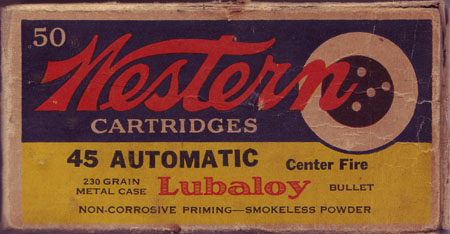 50
Western
CARTRIDGES
45 AUTOMATIC Center Fire
230 GRAIN
METAL CASE Lubaloy BULLET
NON-CORROSIVE PRIMING—SMOKELESS POWDER